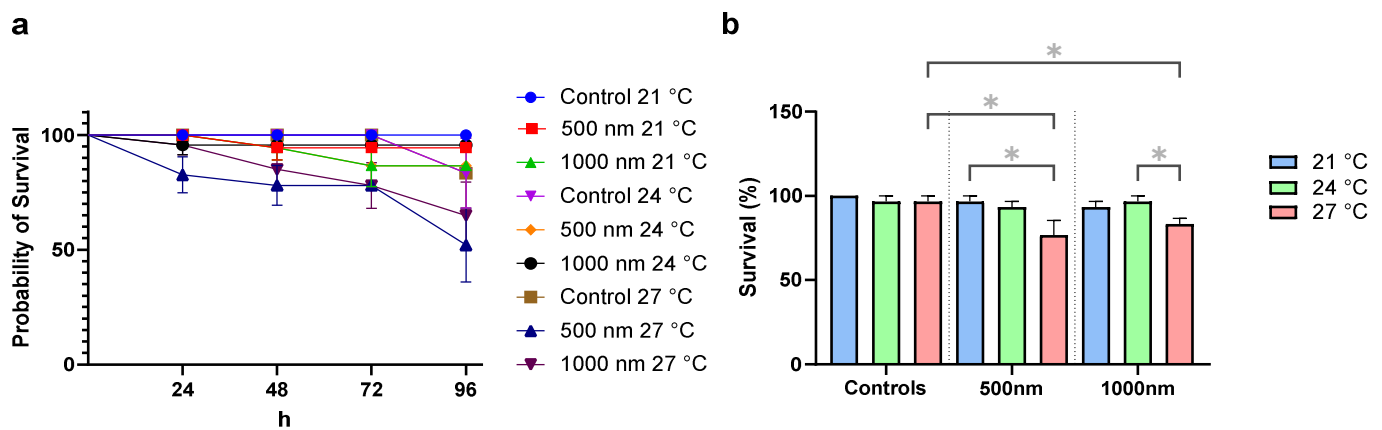 a
Probability of Survival
100
50
0
24 48 72 96
h
Control 21 °C
500 nm 21 °C
1000 nm 21 °C
Control 24 °C
500 nm 24 °C
1000 nm 24 °C
Control 27 °C
500 nm 27 °C
1000 nm 27 °C
b
Survival (%)
150
100
50
0
*
*
*
*
Controls 500nm 1000nm
21 °C
24 °C
27 °C